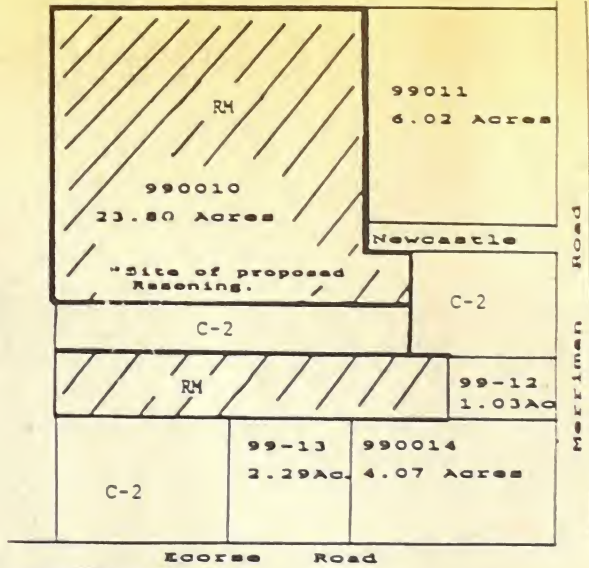 RM
990010
23.80 Acres
"Site of proposed
Rezoning.
99011
6.02 Acres
Newcastle
C-2
C-2
RM
99-12
1.03Ac
C-2
99-13
2.29Ac.
990014
4.07 Acres
Merriman Road
Ecorse Road